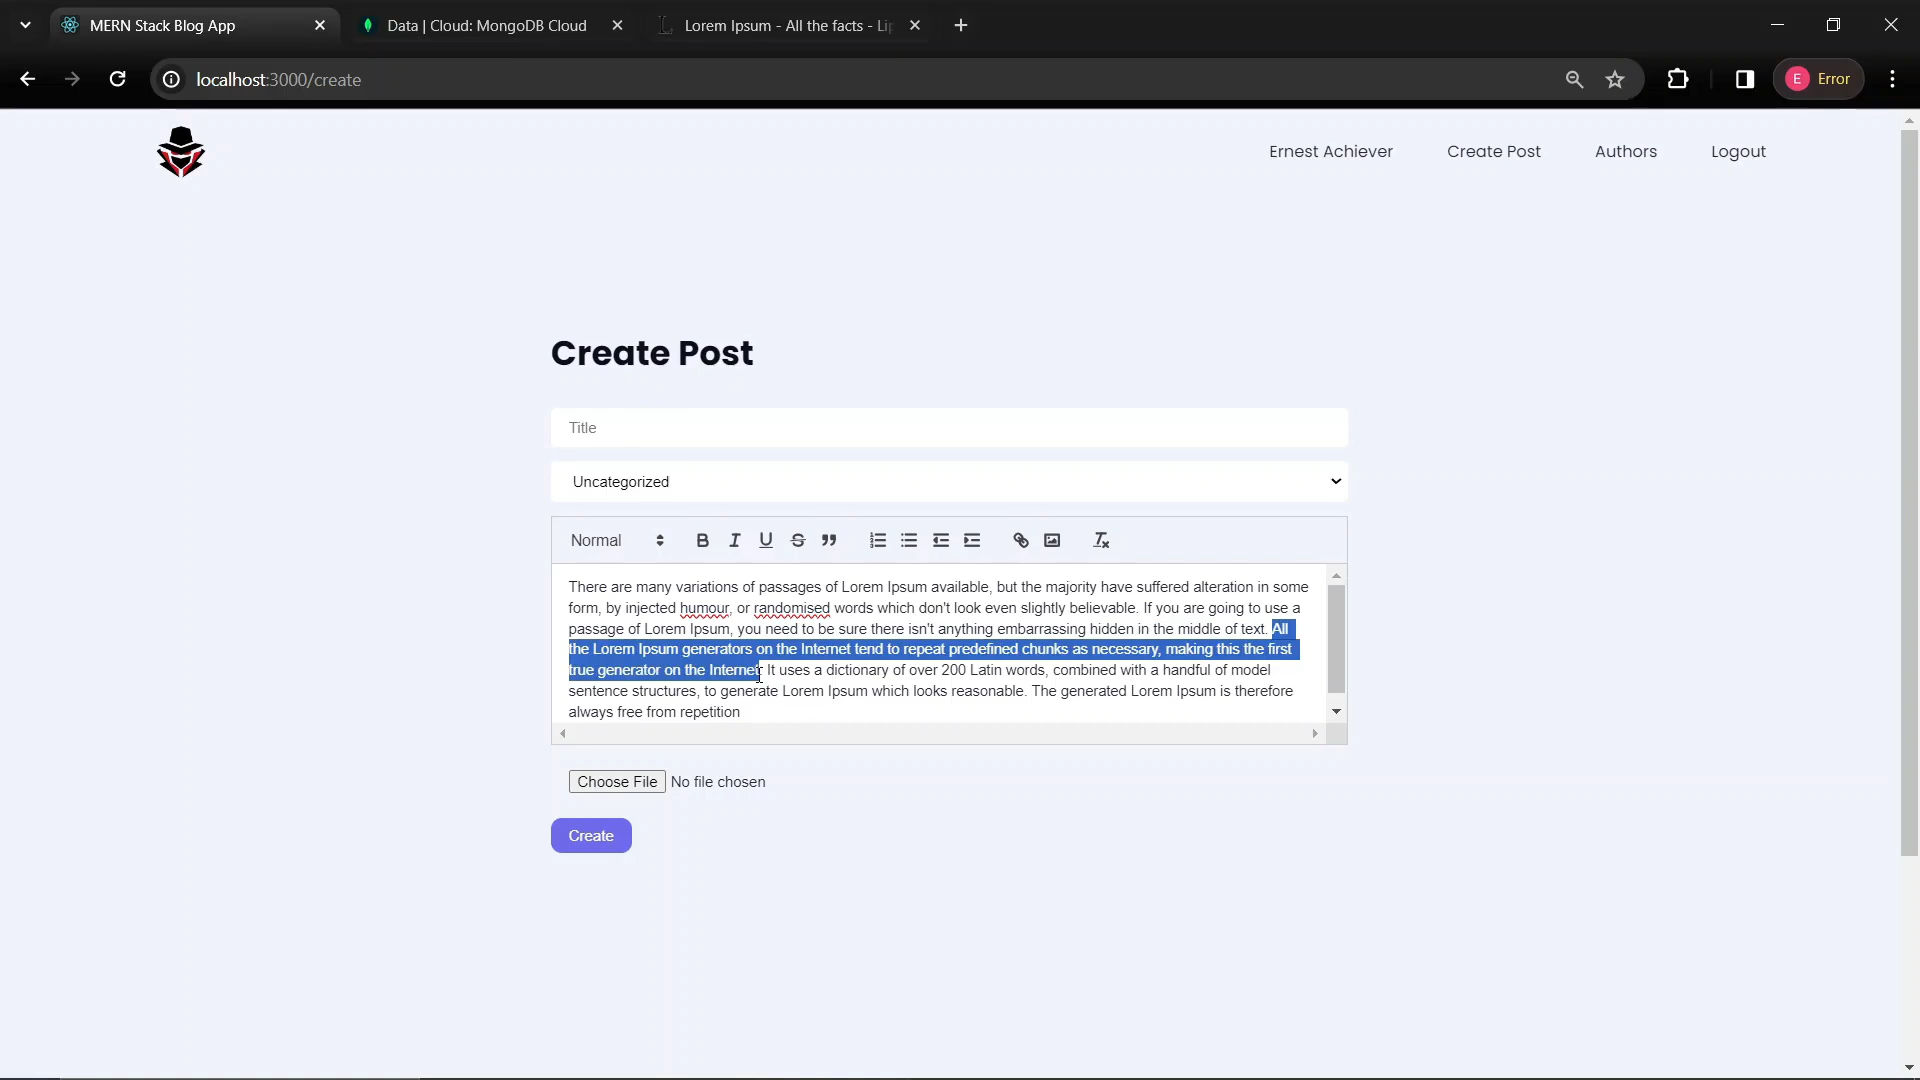 MERN Stack Blog App
Data | Cloud: MongoDB Cloud
Lorem Ipsum - All the facts - Li
localhost:3000/create
E Error
Ernest Achiever
Create Post
Authors
Logout
Create Post
Title
Uncategorized
Normal
There are many variations of passages of Lorem Ipsum available, but the majority have suffered alteration in some
form, by injected humour, or randomised words which don't look even slightly believable. If you are going to use a
passage of Lorem Ipsum, you need to be sure there isn't anything embarrassing hidden in the middle of text. All
the Lorem Ipsum generators on the Internet tend to repeat predefined chunks as necessary, making this the first
true generator on the Internet. It uses a dictionary of over 200 Latin words, combined with a handful of model
sentence structures, to generate Lorem Ipsum which looks reasonable. The generated Lorem Ipsum is therefore
always free from repetition
Choose File No file chosen
Create